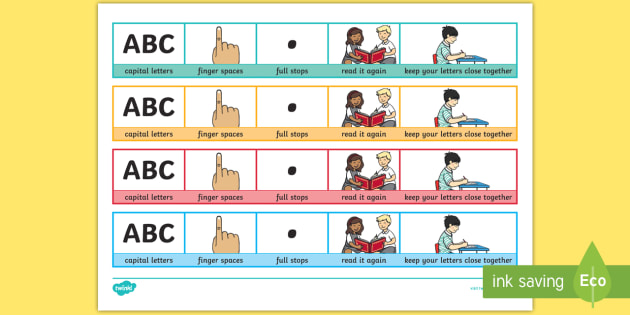 ABC
capital letters finger spaces full stops read it again keep your letters close together
ABC
capital letters finger spaces full stops read it again keep your letters close together
ABC
capital letters finger spaces full stops read it again keep your letters close together
ABC
capital letters finger spaces full stops read it again keep your letters close together
twinkl
ink saving Eco